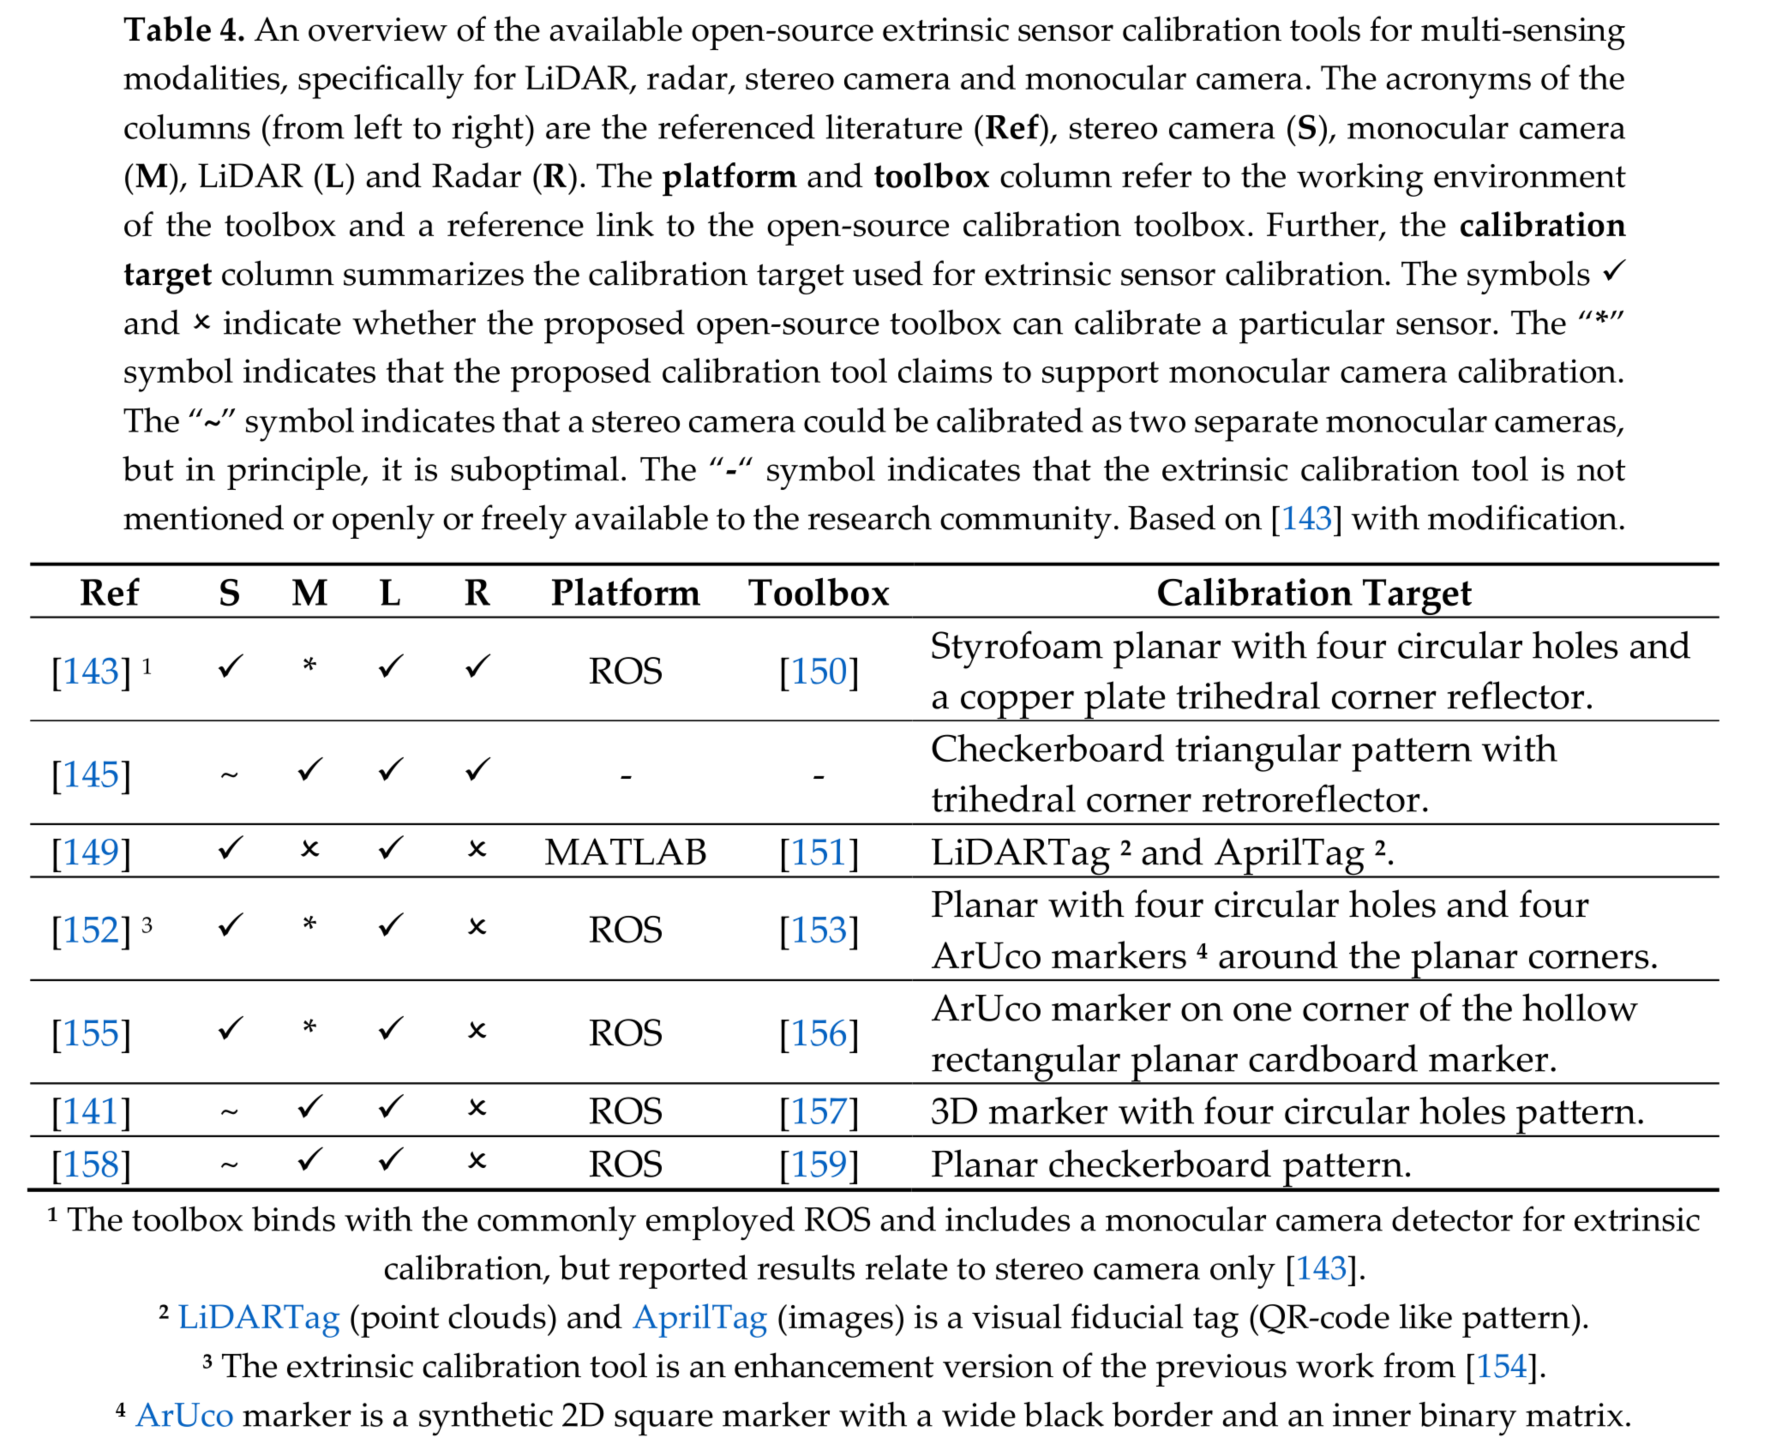 Table 4. An overview of the available open-source extrinsic sensor calibration tools for multi-sensing
modalities, specifically for LiDAR, radar, stereo camera and monocular camera. The acronyms of the
columns (from left to right) are the referenced literature (Ref), stereo camera (S), monocular camera
(M), LiDAR (L) and Radar (R). The platform and toolbox column refer to the working environment
of the toolbox and a reference link to the open-source calibration toolbox. Further, the calibration
target column summarizes the calibration target used for extrinsic sensor calibration. The symbols ✓
and × indicate whether the proposed open-source toolbox can calibrate a particular sensor. The “*”
symbol indicates that the proposed calibration tool claims to support monocular camera calibration.
The “~” symbol indicates that a stereo camera could be calibrated as two separate monocular cameras,
but in principle, it is suboptimal. The “-“ symbol indicates that the extrinsic calibration tool is not
mentioned or openly or freely available to the research community. Based on [143] with modification.
Ref S M L R Platform Toolbox Calibration Target
[143] ¹ ✓ * ✓ ✓ ROS [150] Styrofoam planar with four circular holes and
a copper plate trihedral corner reflector.
[145] ~ ✓ ✓ ✓ - - Checkerboard triangular pattern with
trihedral corner retroreflector.
[149] ✓ × ✓ × MATLAB [151] LiDARTag ² and AprilTag ².
[152] ³ ✓ * ✓ × ROS [153] Planar with four circular holes and four
ArUco markers ⁴ around the planar corners.
[155] ✓ * ✓ × ROS [156] ArUco marker on one corner of the hollow
rectangular planar cardboard marker.
[141] ~ ✓ ✓ × ROS [157] 3D marker with four circular holes pattern.
[158] ~ ✓ ✓ × ROS [159] Planar checkerboard pattern.
¹ The toolbox binds with the commonly employed ROS and includes a monocular camera detector for extrinsic
calibration, but reported results relate to stereo camera only [143].
² LiDARTag (point clouds) and AprilTag (images) is a visual fiducial tag (QR-code like pattern).
³ The extrinsic calibration tool is an enhancement version of the previous work from [154].
⁴ ArUco marker is a synthetic 2D square marker with a wide black border and an inner binary matrix.